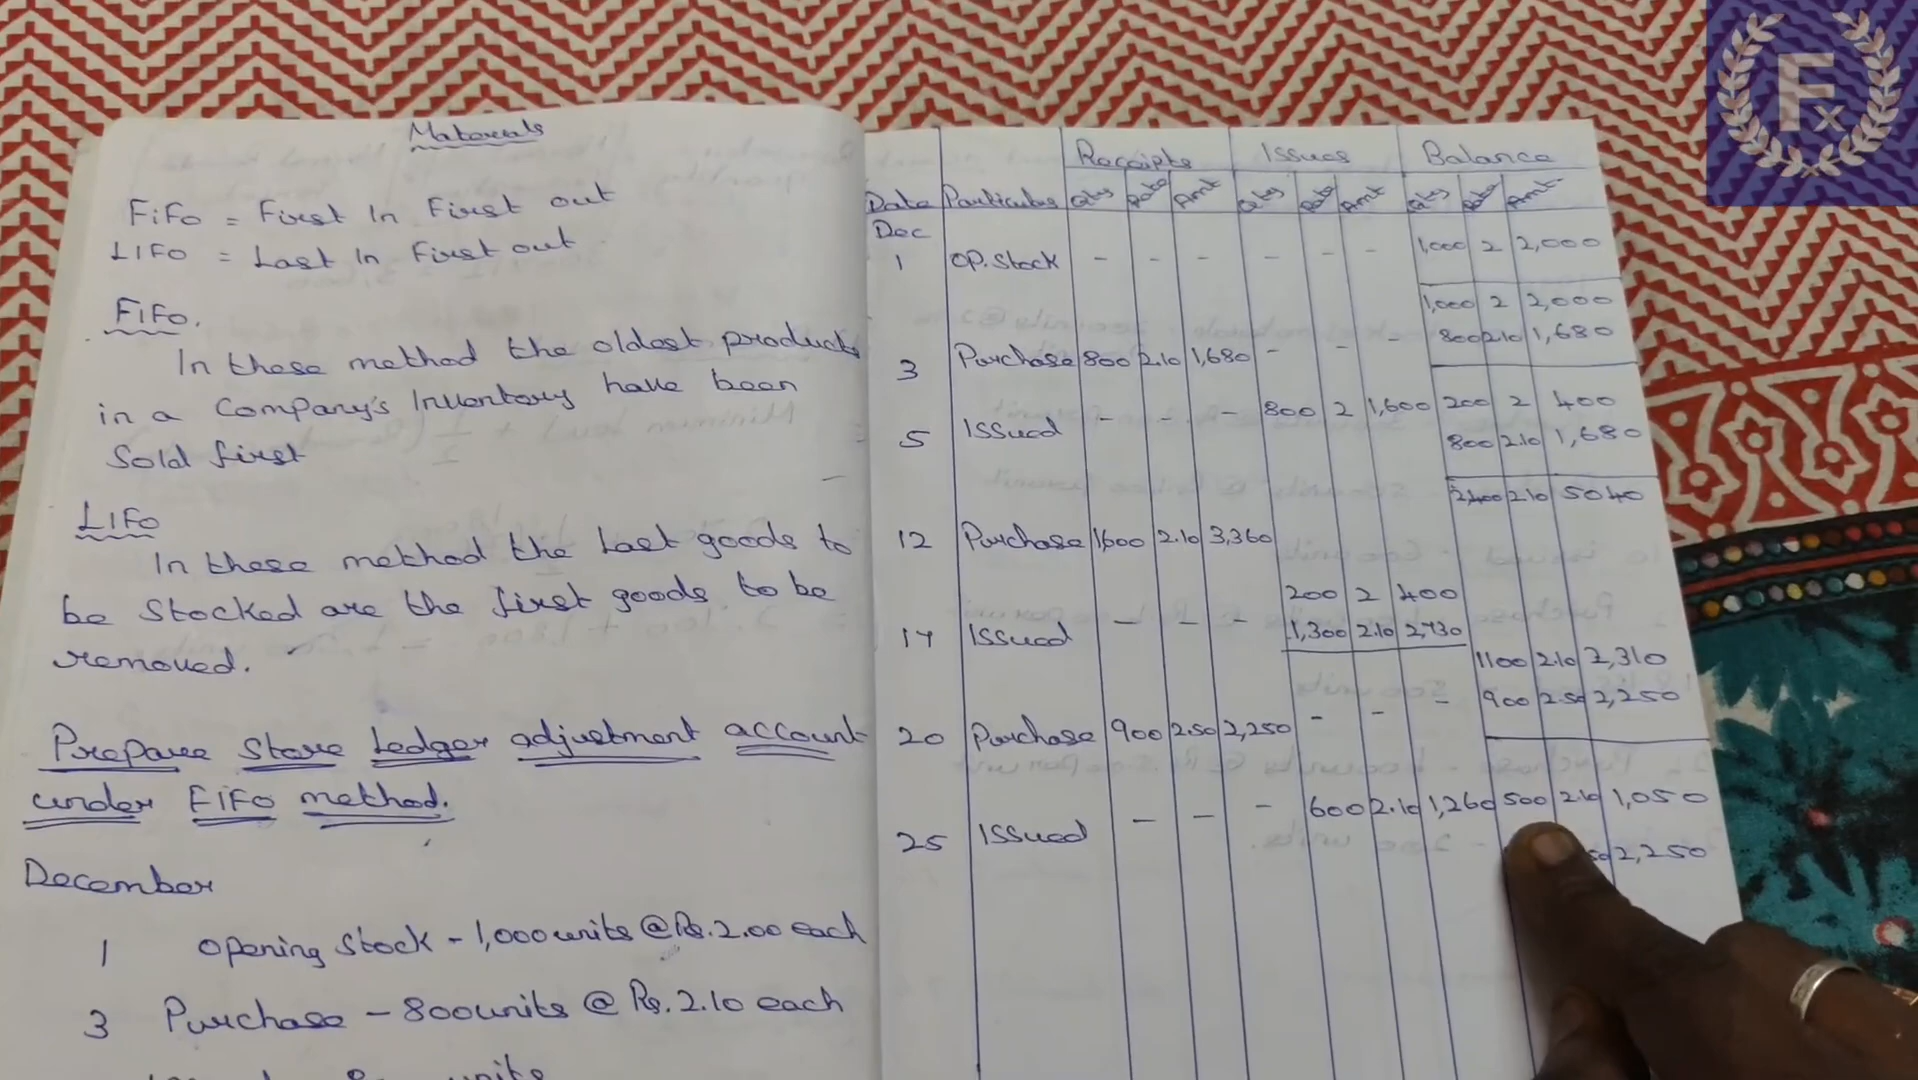 Materials
FiFo = First In First out
LIFO = Last In First out
FiFo.
In these method the oldest products
in a Company's Inventory have been
Sold first
LIFo
In these method the Last goods to
be Stocked are the first goods to be
removed.
Prepare Store Ledger adjustment account
under FiFo method.
December
1 Opening Stock - 1,000 units @ Rs. 2.00 each
3 Purchase - 800 units @ Rs. 2.10 each
units
Receipts Issues Balance
Date Particulars Qty Rate Amt Qty Rate Amt Qty Rate Amt
Dec
1 OP. Stock - - - - - - 1,000 2 2,000
1,000 2 2,000
3 Purchase 800 2.10 1,680 - - - 800 2.10 1,680
5 Issued - - - 800 2 1,600 200 2 400
800 2.10 1,680
2400 2.10 5040
12 Purchase 1600 2.10 3,360
200 2 400
17 Issued - - - 1,300 2.10 2,730
1100 2.10 2,310
20 Purchase 900 2.50 2,250 - - - 900 2.50 2,250
25 Issued - - - 600 2.10 1,260 500 2.10 1,050
2,250
Fx